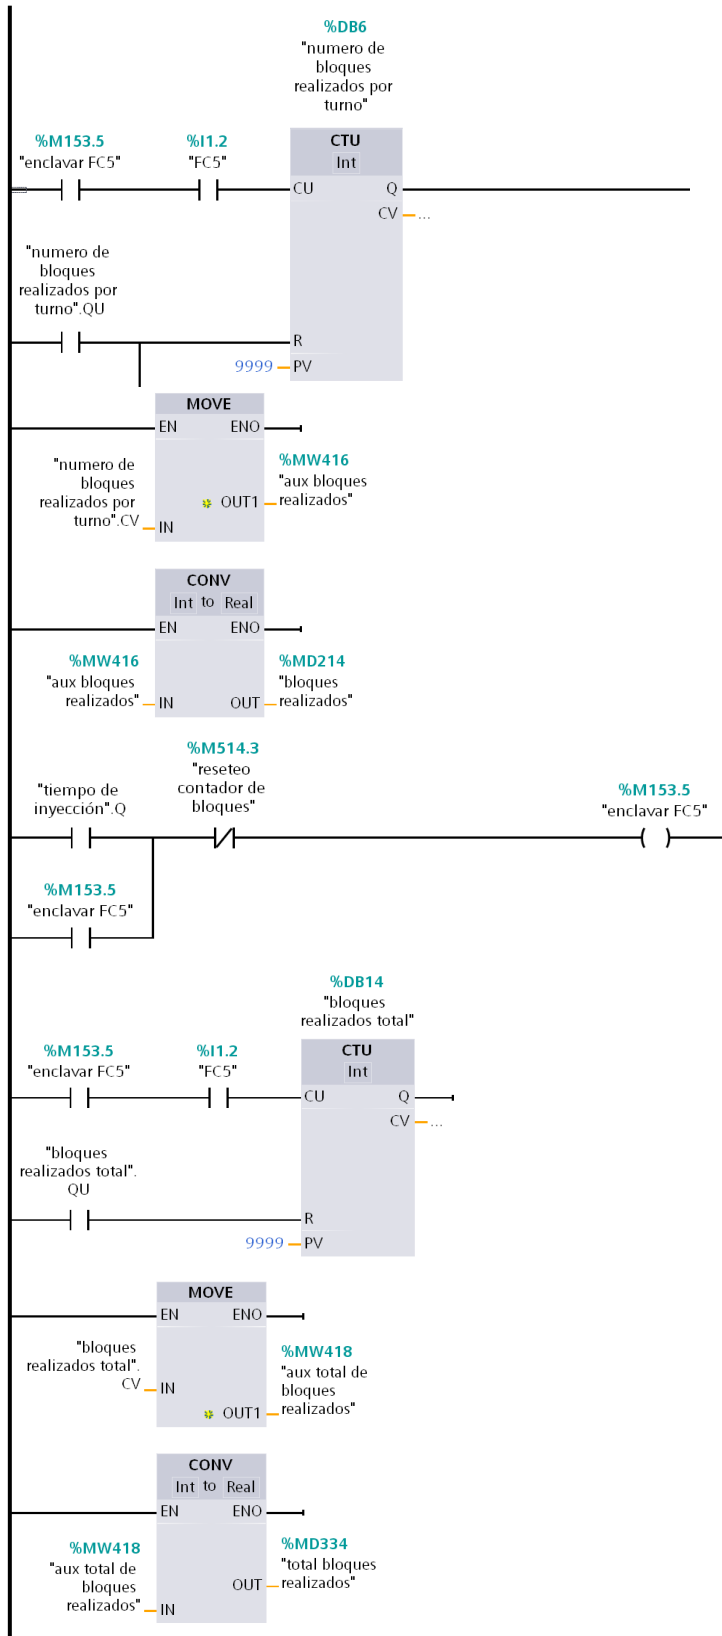 %DB6
"numero de
bloques
realizados por
turno"
%M153.5
"enclavar FC5"
%I1.2
"FC5"
CTU
Int
CU
Q
CV
...
"numero de
bloques
realizados por
turno".QU
R
9999
PV
MOVE
EN
ENO
"numero de
bloques
realizados por
turno".CV
IN
OUT1
%MW416
"aux bloques
realizados"
CONV
Int to Real
EN
ENO
%MW416
"aux bloques
realizados"
IN
OUT
%MD214
"bloques
realizados"
%M514.3
"reseteo
contador de
bloques"
"tiempo de
inyección".Q
%M153.5
"enclavar FC5"
%M153.5
"enclavar FC5"
%DB14
"bloques
realizados total"
%M153.5
"enclavar FC5"
%I1.2
"FC5"
CTU
Int
CU
Q
CV
...
"bloques
realizados total".
QU
R
9999
PV
MOVE
EN
ENO
"bloques
realizados total".
CV
IN
OUT1
%MW418
"aux total de
bloques
realizados"
CONV
Int to Real
EN
ENO
%MW418
"aux total de
bloques
realizados"
IN
OUT
%MD334
"total bloques
realizados"